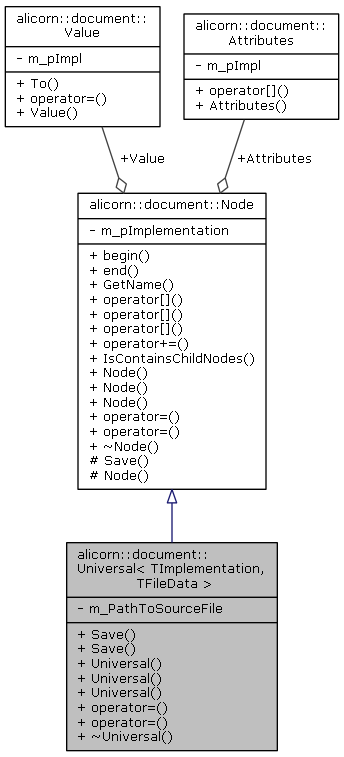 alicorn::document::
Value
- m_pImpl
+ To()
+ operator=()
+ Value()
alicorn::document::
Attributes
- m_pImpl
+ operator[]()
+ Attributes()
+Value
+Attributes
alicorn::document::Node
- m_pImplementation
+ begin()
+ end()
+ GetName()
+ operator[]()
+ operator[]()
+ operator[]()
+ operator+=()
+ IsContainsChildNodes()
+ Node()
+ Node()
+ Node()
+ operator=()
+ operator=()
+ ~Node()
# Save()
# Node()
alicorn::document::
Universal< TImplementation,
TFileData >
- m_PathToSourceFile
+ Save()
+ Save()
+ Universal()
+ Universal()
+ Universal()
+ operator=()
+ operator=()
+ ~Universal()